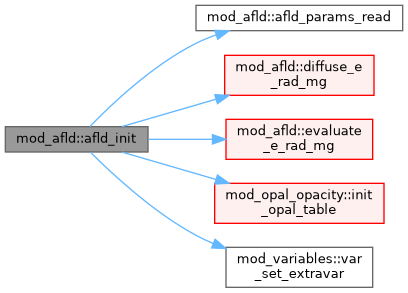 mod_afld::afld_init
mod_afld::afld_params_read
mod_afld::diffuse_e
_rad_mg
mod_afld::evaluate
_e_rad_mg
mod_opal_opacity::init
_opal_table
mod_variables::var
_set_extravar